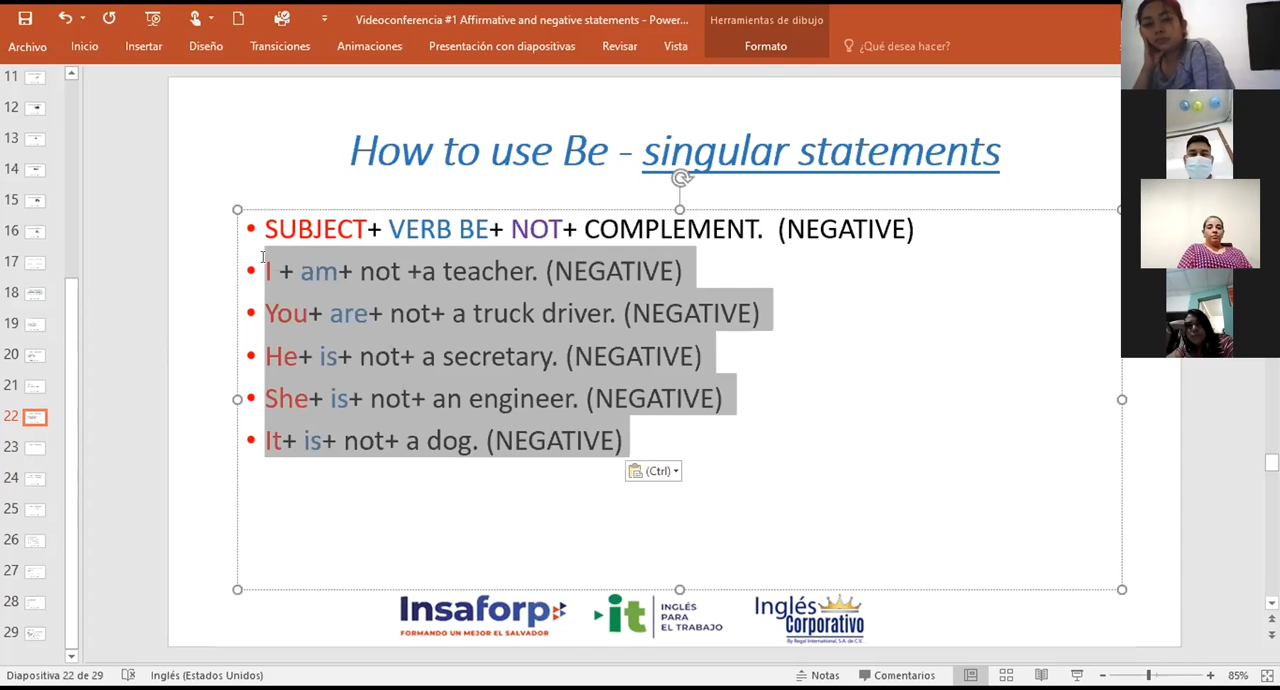 Videoconferencia #1 Affirmative and negative statements - Power...
Herramientas de dibujo
Archivo Inicio Insertar Diseño Transiciones Animaciones Presentación con diapositivas Revisar Vista Formato ¿Qué desea hacer?
11
12
13
14
15
16
17
18
19
20
21
22
23
24
25
26
27
28
29
How to use Be - singular statements
• SUBJECT+ VERB BE+ NOT+ COMPLEMENT. (NEGATIVE)
• I + am+ not +a teacher. (NEGATIVE)
• You+ are+ not+ a truck driver. (NEGATIVE)
• He+ is+ not+ a secretary. (NEGATIVE)
• She+ is+ not+ an engineer. (NEGATIVE)
• It+ is+ not+ a dog. (NEGATIVE)
(Ctrl)
Insaforp
FORMANDO UN MEJOR EL SALVADOR
it
INGLÉS
PARA
EL TRABAJO
Inglés
Corporativo
By Regal International, S.A. de C.V.
Diapositiva 22 de 29 Inglés (Estados Unidos) Notas Comentarios 85%